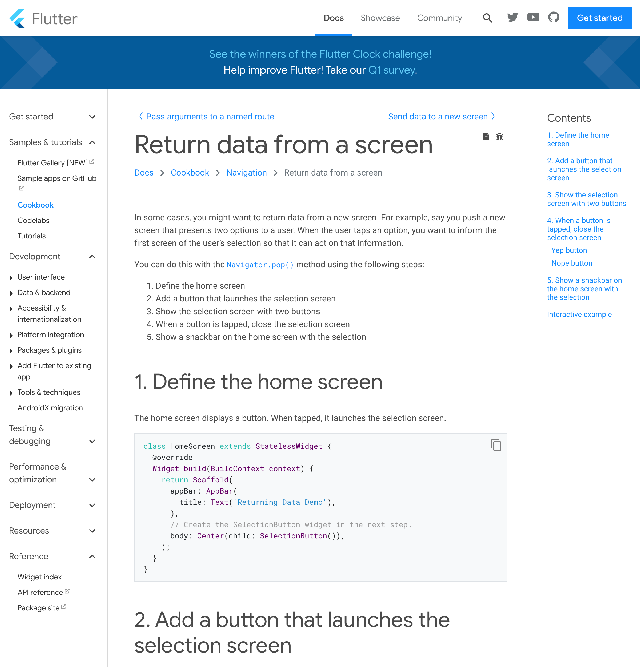 Flutter
Docs
Showcase
Community
Get started
See the winners of the Flutter Clock challenge!
Help improve Flutter! Take our Q1 survey.
Get started
Samples & tutorials
Flutter Gallery [NEW
Sample apps on GitHub
Cookbook
Codelabs
Tutorials
Development
User interface
Data & backend
Accessibility &
internationalization
Platform integration
Packages & plugins
Add Flutter to existing
app
Tools & techniques
AndroidX migration
Testing &
debugging
Performance &
optimization
Deployment
Resources
Reference
Widget index
API reference
Package site
Pass arguments to a named route
Send data to a new screen
Return data from a screen
Docs
Cookbook
Navigation
Return data from a screen
In some cases, you might want to return data from a new screen. For example, say you push a new
screen that presents two options to a user. When the user taps an option, you want to inform the
first screen of the user's selection so that it can act on that information.
You can do this with the Navigator.pop() method using the following steps:
1. Define the home screen
2. Add a button that launches the selection screen
3. Show the selection screen with two buttons
4. When a button is tapped, close the selection screen
5. Show a snackbar on the home screen with the selection
1. Define the home screen
The home screen displays a button. When tapped, it launches the selection screen.
class HomeScreen extends StatelessWidget {
@override
Widget build(BuildContext context) {
return Scaffold(
appBar: AppBar(
title: Text('Returning Data Demo'),
),
// Create the SelectionButton widget in the next step.
body: Center(child: SelectionButton()),
);
}
}
2. Add a button that launches the
selection screen
Contents
1. Define the home
screen
2. Add a button that
launches the selection
screen
3. Show the selection
screen with two buttons
4. When a button is
tapped, close the
selection screen
Yep button
Nope button
5. Show a snackbar on
the home screen with
the selection
Interactive example